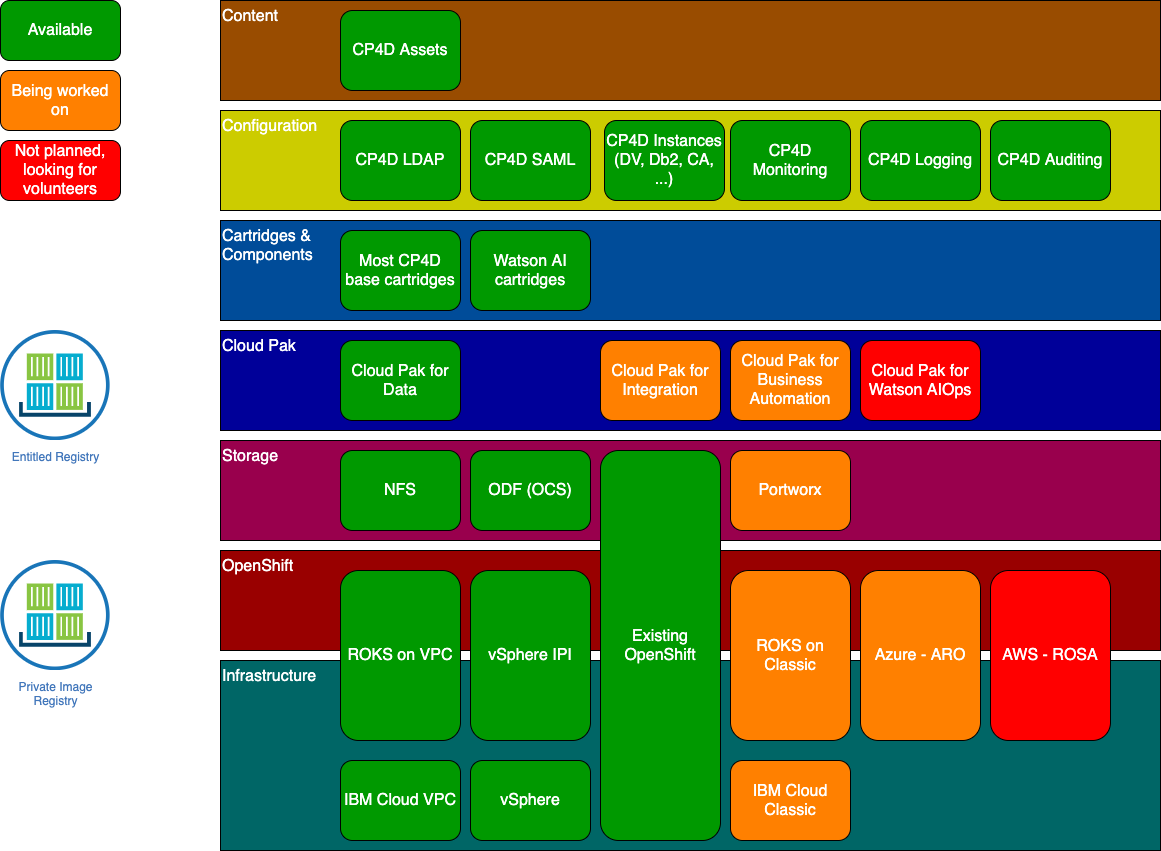 Available
Being worked
on
Not planned,
looking for
volunteers
Content
CP4D Assets
Configuration
CP4D LDAP
CP4D SAML
CP4D Instances
(DV, Db2, CA,
...)
CP4D
Monitoring
CP4D Logging
CP4D Auditing
Cartridges &
Components
Most CP4D
base cartridges
Watson AI
cartridges
Cloud Pak
Cloud Pak for
Data
Cloud Pak for
Integration
Cloud Pak for
Business
Automation
Cloud Pak for
Watson AIOps
Entitled Registry
Storage
NFS
ODF (OCS)
Portworx
OpenShift
Existing
OpenShift
ROKS on VPC
vSphere IPI
ROKS on
Classic
Azure - ARO
AWS - ROSA
Private Image
Registry
Infrastructure
IBM Cloud VPC
vSphere
IBM Cloud
Classic